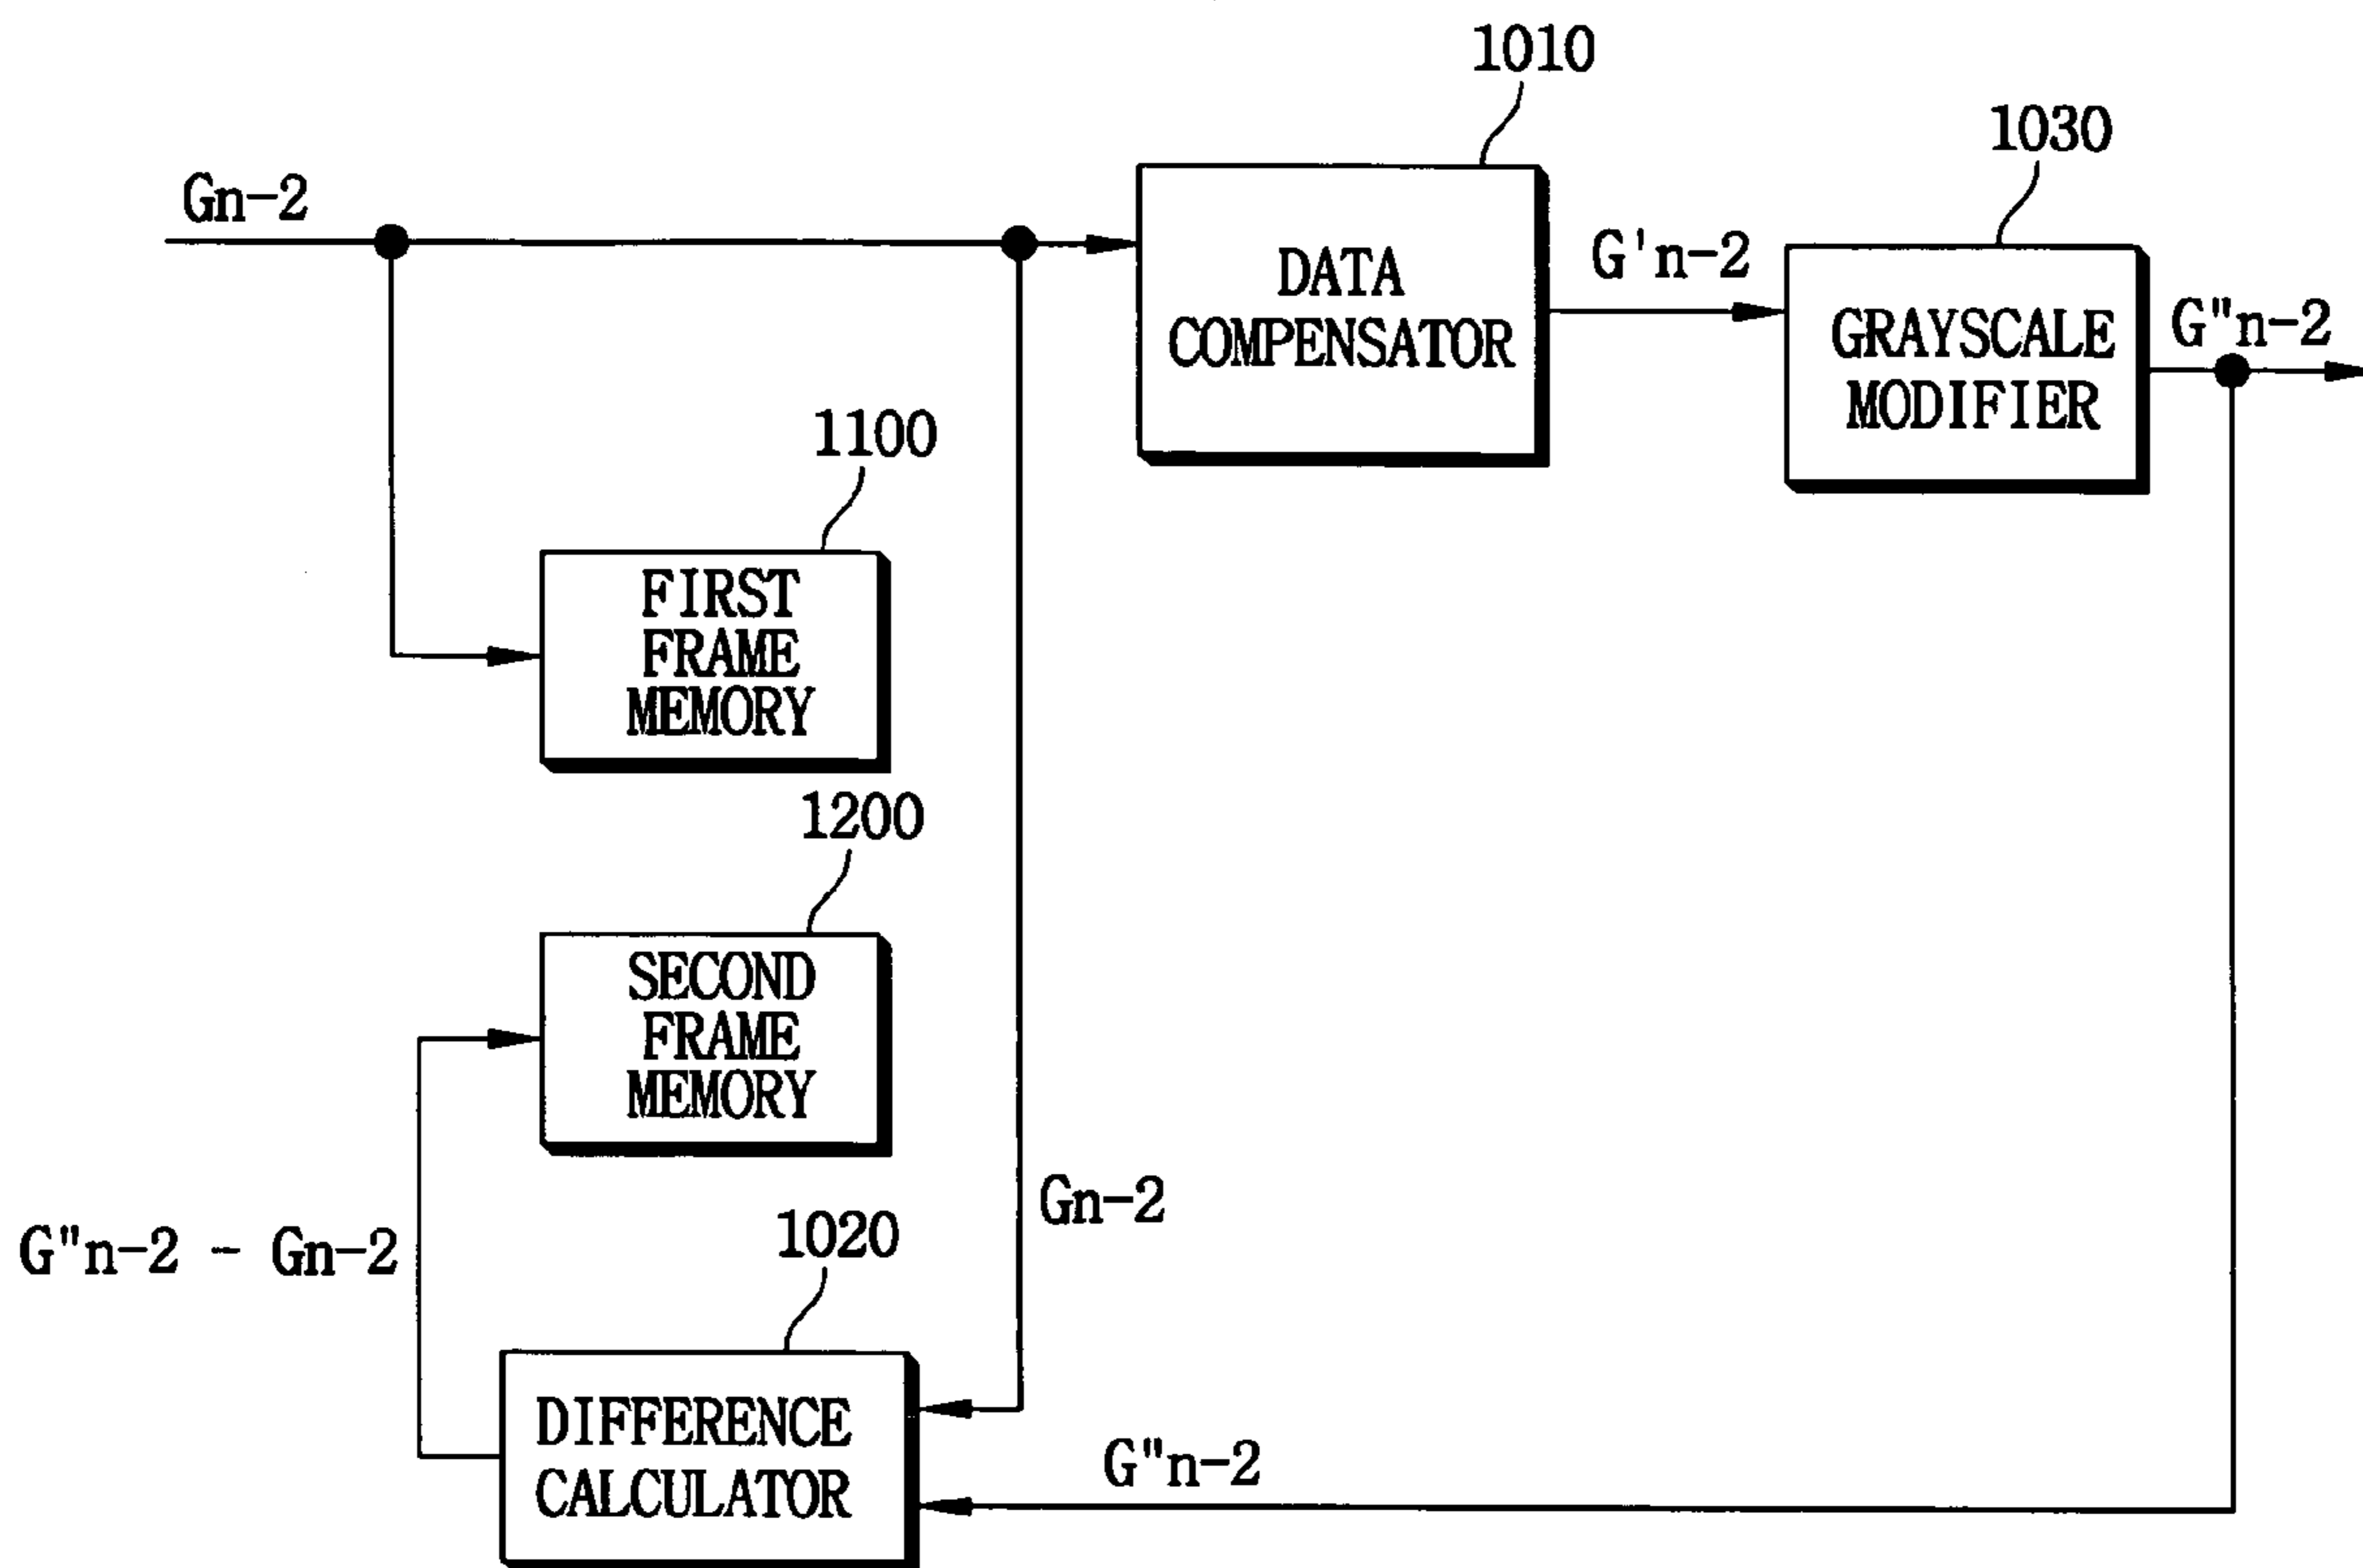 1010
1030
Gn-2
DATA
COMPENSATOR
G'n-2
GRAYSCALE
MODIFIER
G"n-2
1100
FIRST
FRAME
MEMORY
1200
SECOND
FRAME
MEMORY
Gn-2
G"n-2 - Gn-2
1020
DIFFERENCE
CALCULATOR
G"n-2